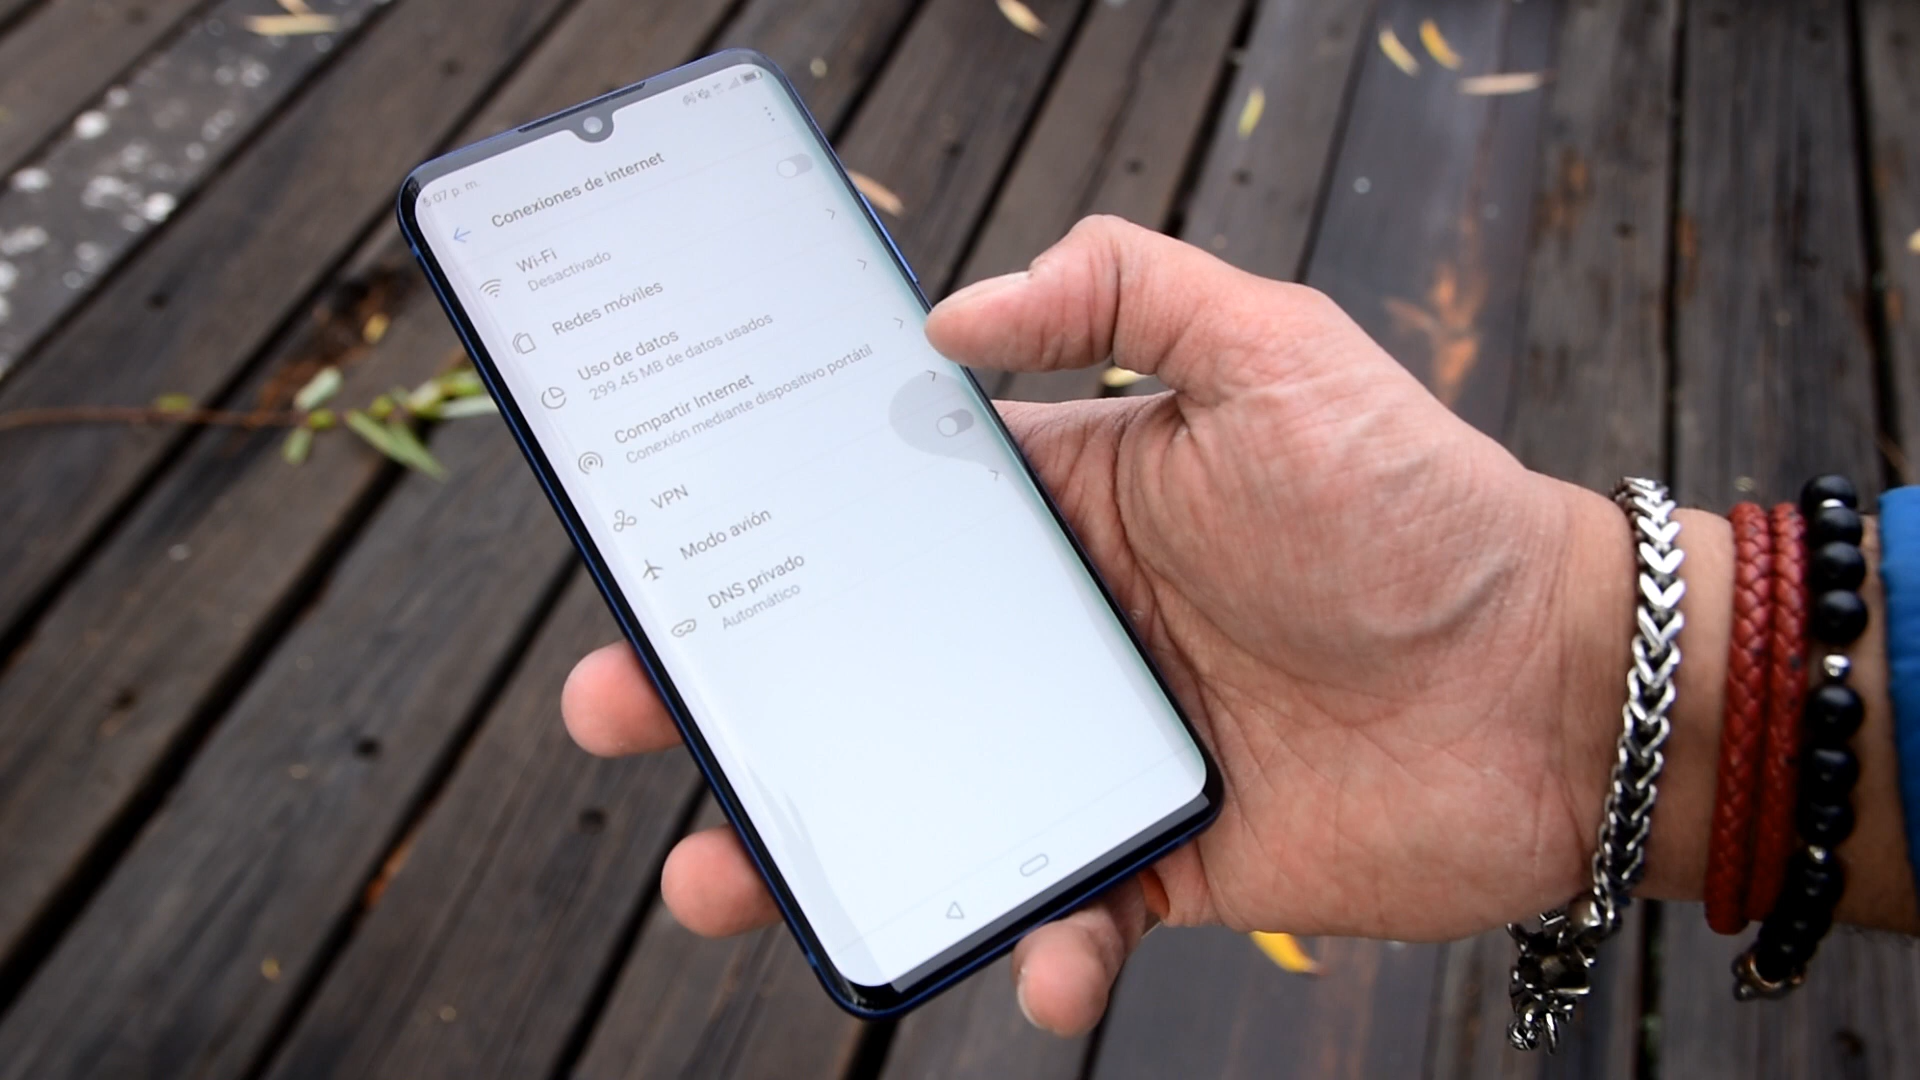 07 p. m.
Conexiones de internet
Wi-Fi
Desactivado
Redes móviles
Uso de datos
299.45 MB de datos usados
Compartir Internet
Conexión mediante dispositivo portátil
VPN
Modo avión
DNS privado
Automático